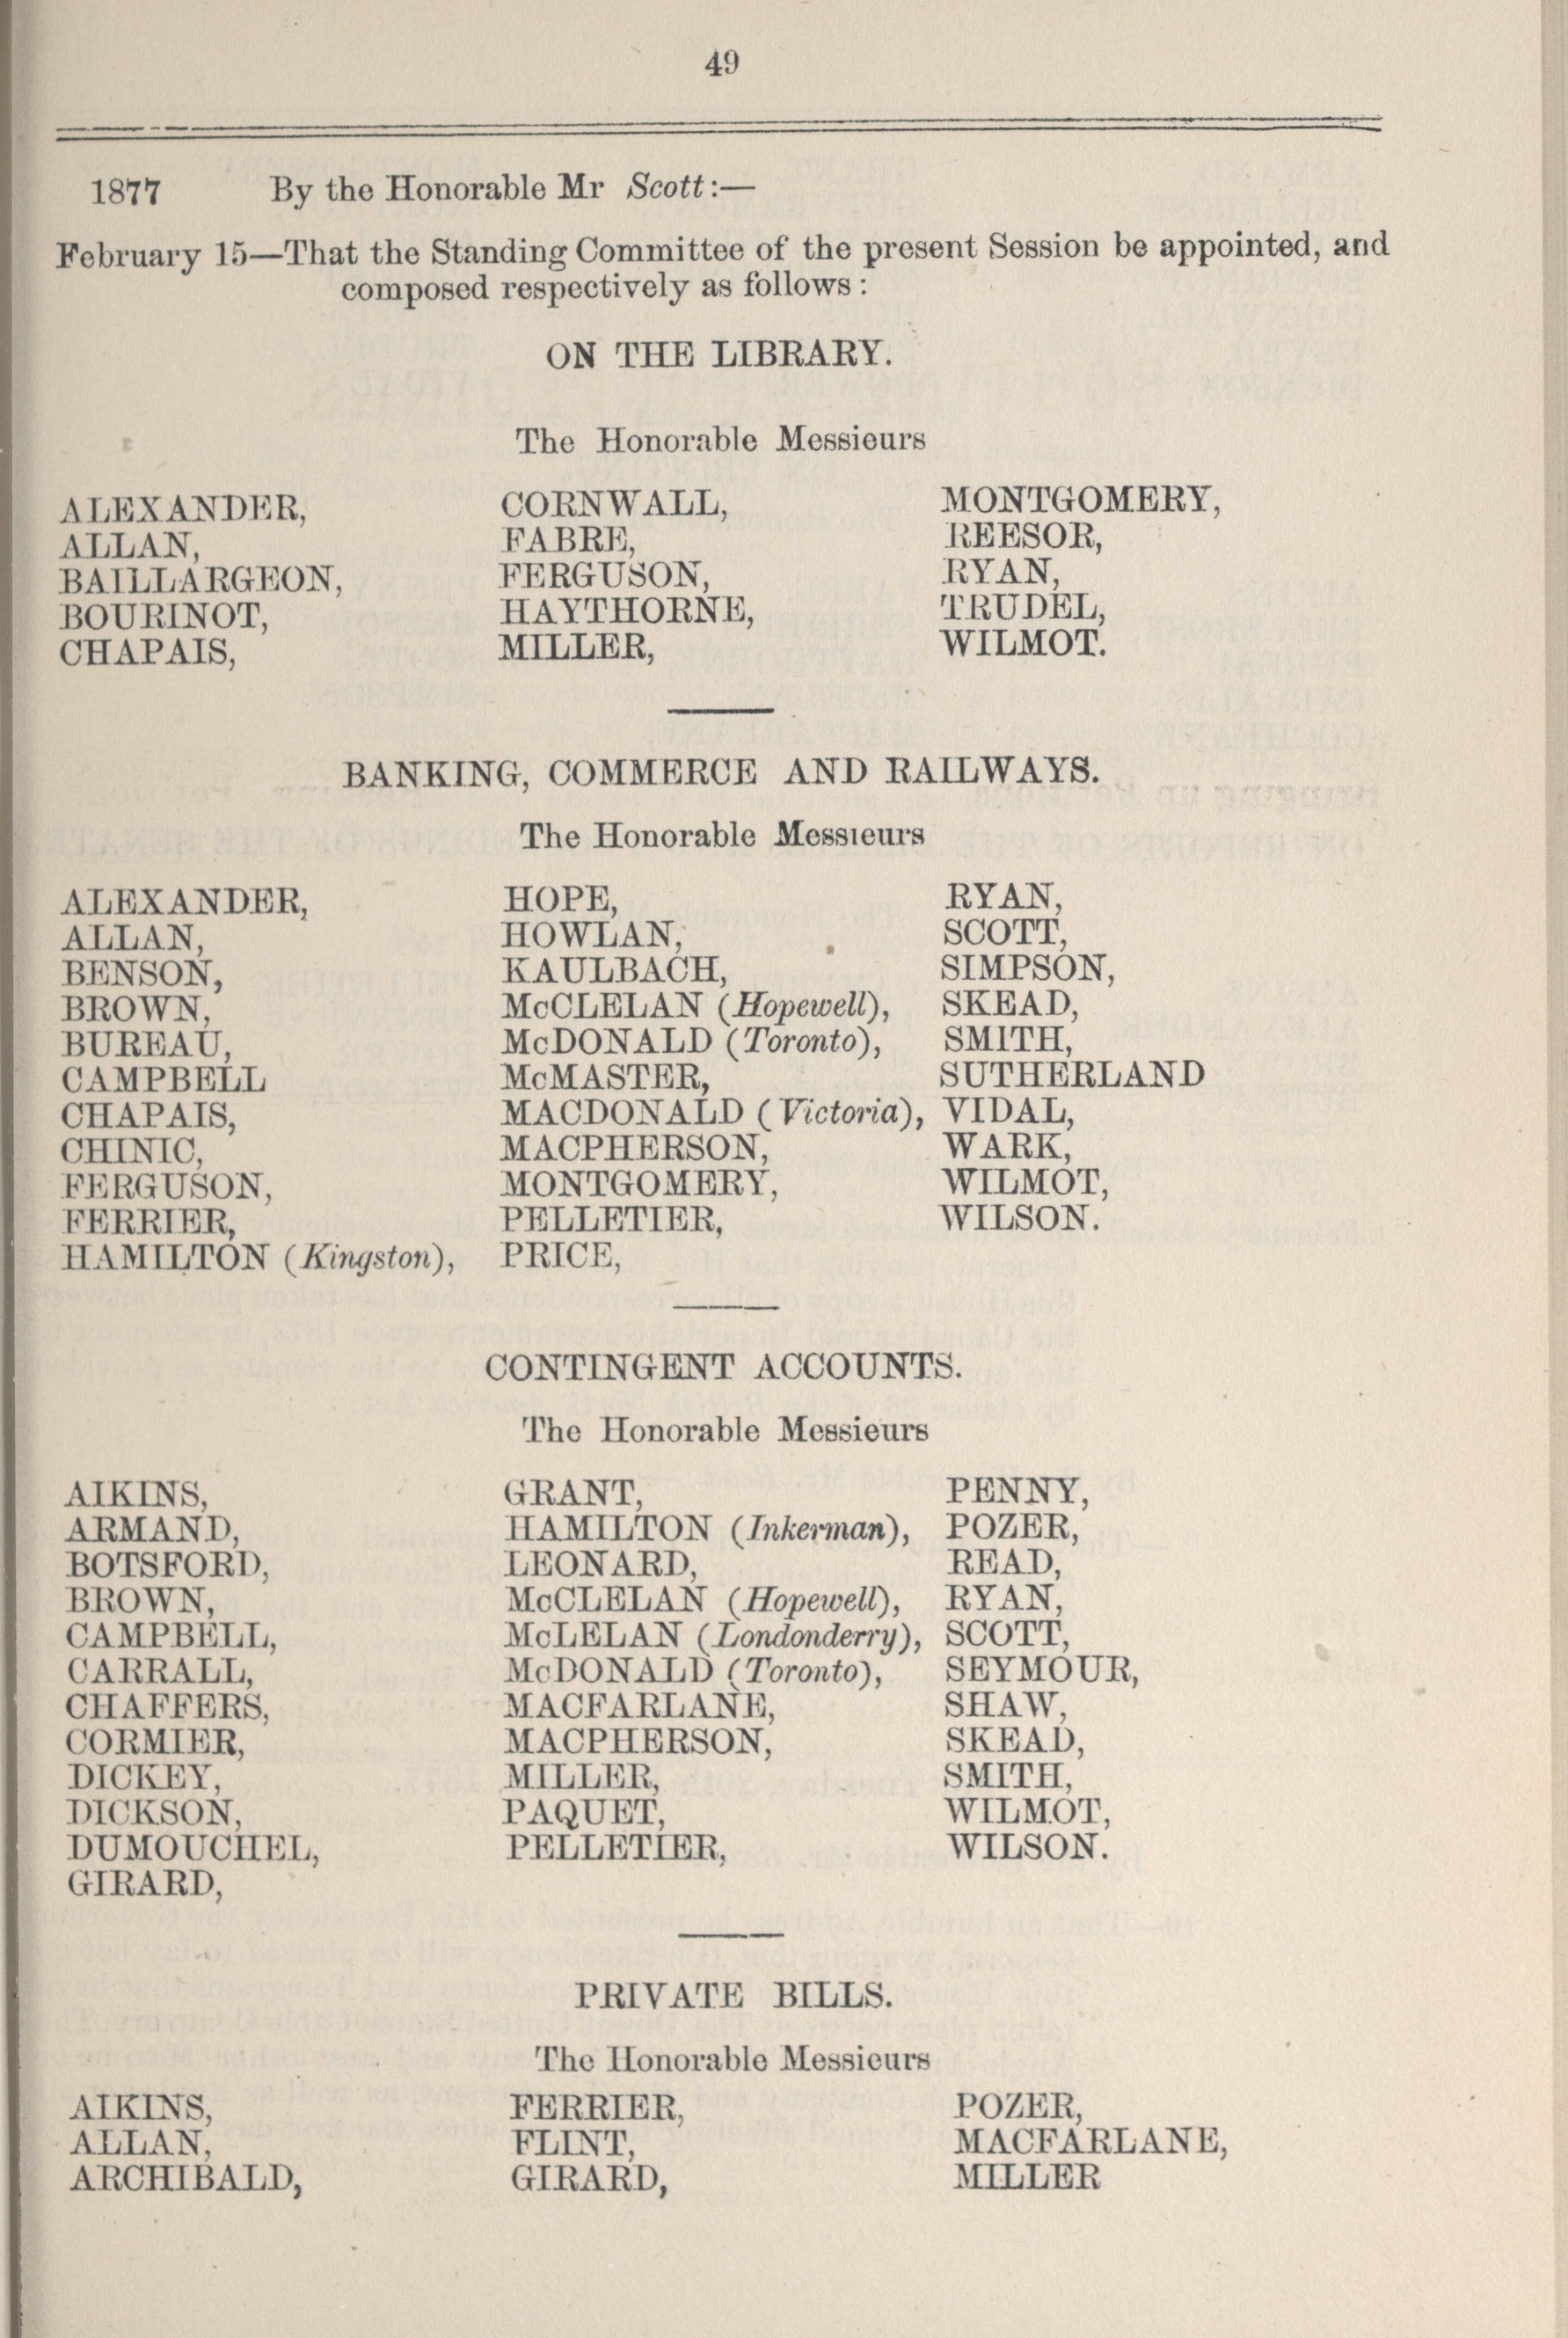 49
1877 By the Honorable Mr Scott:—
February 15—That the Standing Committee of the present Session be appointed, and
composed respectively as follows:
ON THE LIBRARY.
The Honorable Messieurs
ALEXANDER,
ALLAN,
BAILLARGEON,
BOURINOT,
CHAPAIS,
CORNWALL,
FABRE,
FERGUSON,
HAYTHORNE,
MILLER,
MONTGOMERY,
REESOR,
RYAN,
TRUDEL,
WILMOT.
BANKING, COMMERCE AND RAILWAYS.
The Honorable Messieurs
ALEXANDER,
ALLAN,
BENSON,
BROWN,
BUREAU,
CAMPBELL
CHAPAIS,
CHINIC,
FERGUSON,
FERRIER,
HAMILTON (Kingston),
HOPE,
HOWLAN,
KAULBACH,
McCLELAN (Hopewell),
McDONALD (Toronto),
McMASTER,
MACDONALD (Victoria),
MACPHERSON,
MONTGOMERY,
PELLETIER,
PRICE,
RYAN,
SCOTT,
SIMPSON,
SKEAD,
SMITH,
SUTHERLAND
VIDAL,
WARK,
WILMOT,
WILSON.
CONTINGENT ACCOUNTS.
The Honorable Messieurs
AIKINS,
ARMAND,
BOTSFORD,
BROWN,
CAMPBELL,
CARRALL,
CHAFFERS,
CORMIER,
DICKEY,
DICKSON,
DUMOUCHEL,
GIRARD,
GRANT,
HAMILTON (Inkerman),
LEONARD,
McCLELAN (Hopewell),
McLELAN (Londonderry),
McDONALD (Toronto),
MACFARLANE,
MACPHERSON,
MILLER,
PAQUET,
PELLETIER,
PENNY,
POZER,
READ,
RYAN,
SCOTT,
SEYMOUR,
SHAW,
SKEAD,
SMITH,
WILMOT,
WILSON.
PRIVATE BILLS.
The Honorable Messieurs
AIKINS,
ALLAN,
ARCHIBALD,
FERRIER,
FLINT,
GIRARD,
POZER,
MACFARLANE,
MILLER